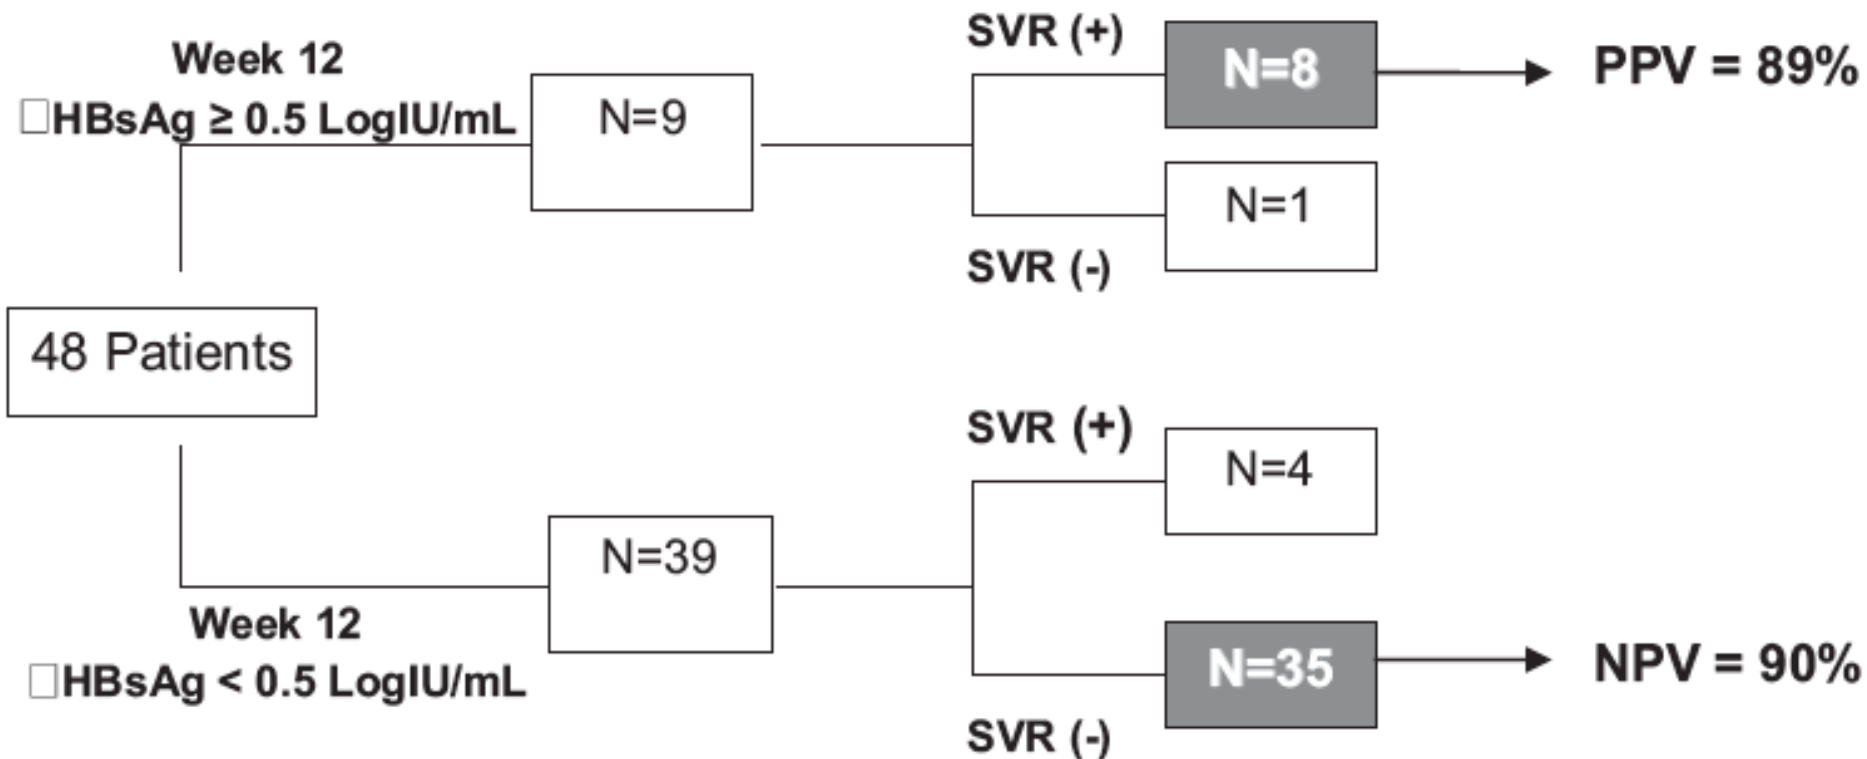 Week 12
□HBsAg ≥ 0.5 LogIU/mL
N=9
SVR (+)
N=8
PPV = 89%
N=1
SVR (-)
48 Patients
SVR (+)
N=4
N=39
Week 12
□HBsAg < 0.5 LogIU/mL
N=35
NPV = 90%
SVR (-)